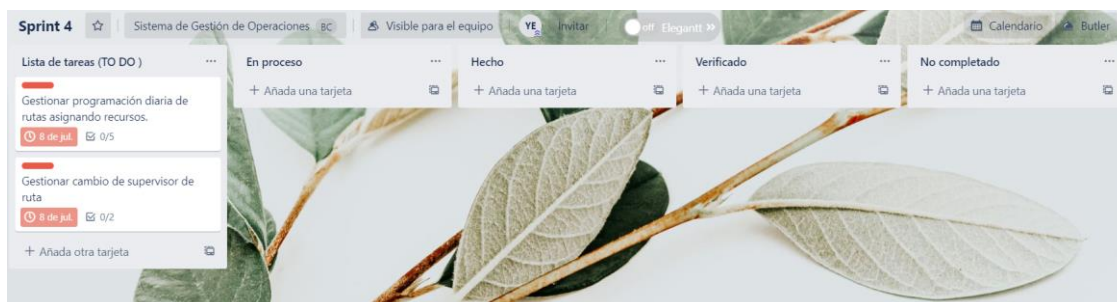 Sprint 4
Sistema de Gestión de Operaciones BC
Visible para el equipo
YE
Invitar
off Elegantt »
Calendario
Butler
Lista de tareas (TO DO )
Gestionar programación diaria de
rutas asignando recursos.
8 de jul. 0/5
Gestionar cambio de supervisor de
ruta
8 de jul. 0/2
+ Añada otra tarjeta
En proceso
+ Añada una tarjeta
Hecho
+ Añada una tarjeta
Verificado
+ Añada una tarjeta
No completado
+ Añada una tarjeta